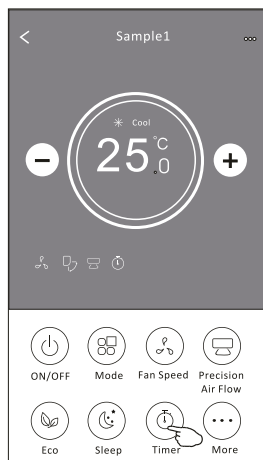 Sample1
Cool
25.0°C
ON/OFF Mode Fan Speed Precision Air Flow
Eco Sleep Timer More